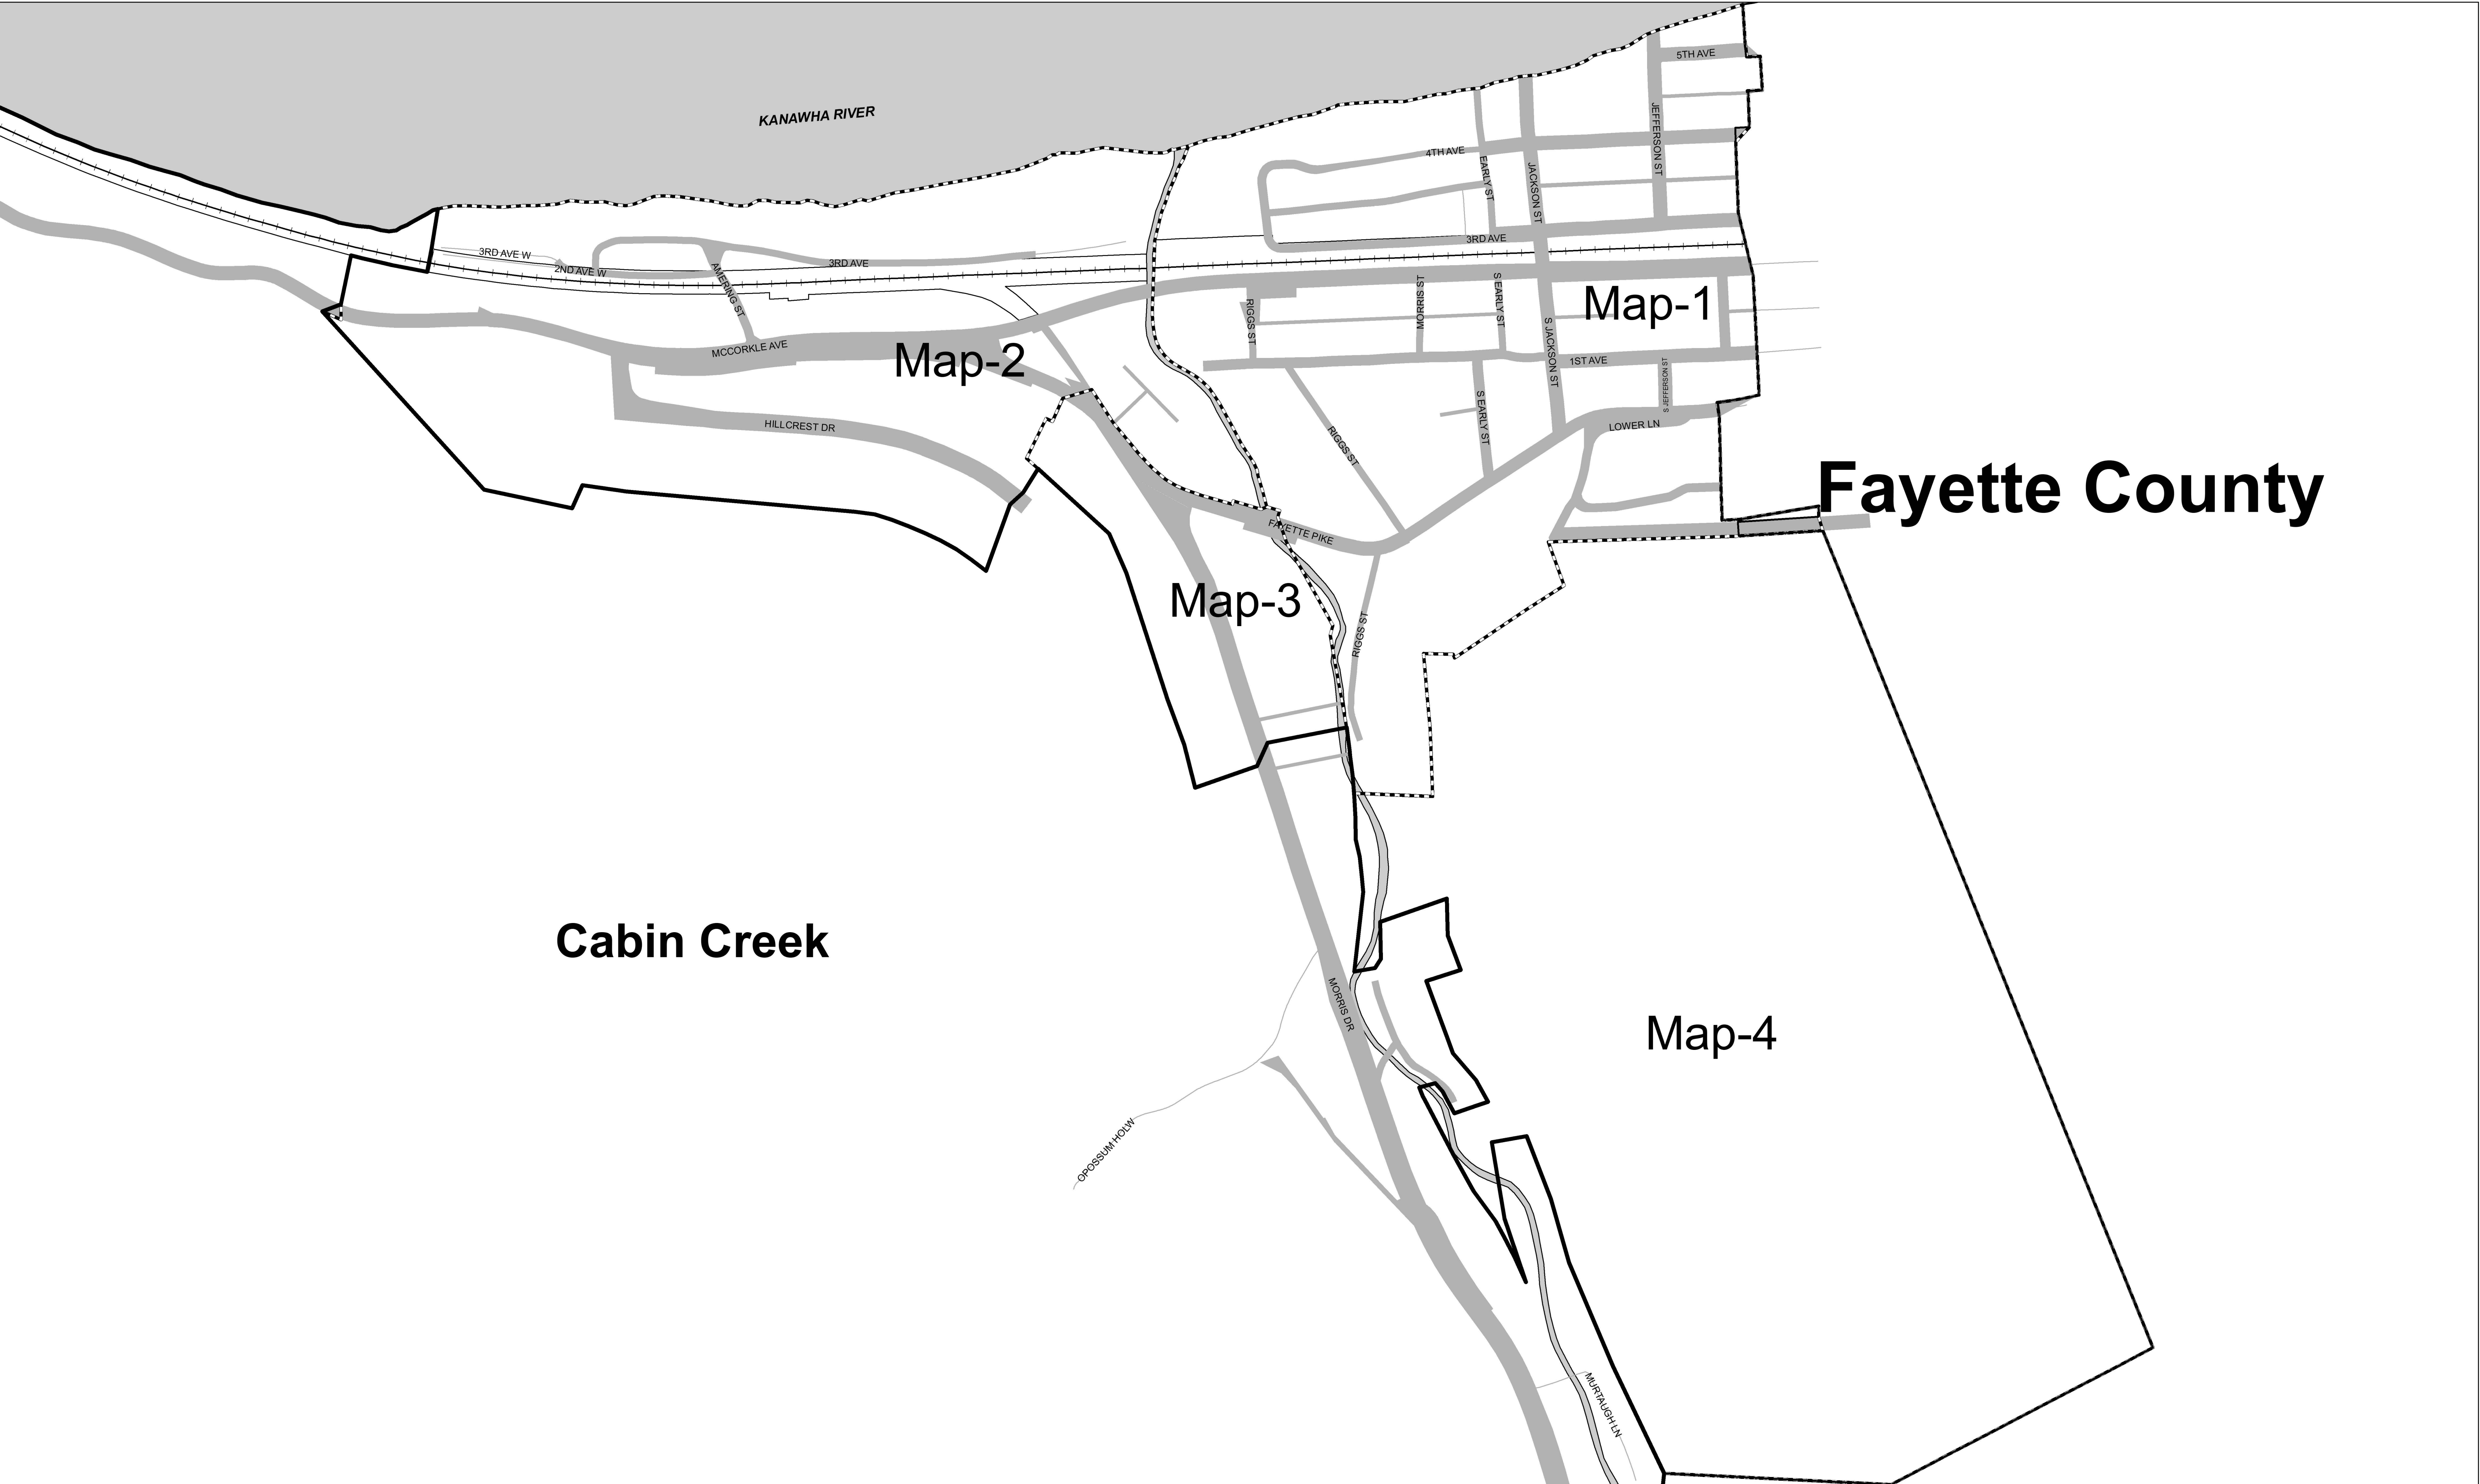 5TH AVE
KANAWHA RIVER
JEFFERSON ST
4TH AVE
EARLY ST
JACKSON ST
3RD AVE
3RD AVE W
2ND AVE W
3RD AVE
AMERING ST
RIGGS ST
MORRIS ST
S EARLY ST
Map-1
S JACKSON ST
MCCORKLE AVE
Map-2
1ST AVE
S JEFFERSON ST
HILLCREST DR
RIGGS ST
S EARLY ST
LOWER LN
Fayette County
FAYETTE PIKE
Map-3
RIGGS ST
Cabin Creek
MORRIS DR
Map-4
OPOSSUM HOLW
MURTAUGH LN